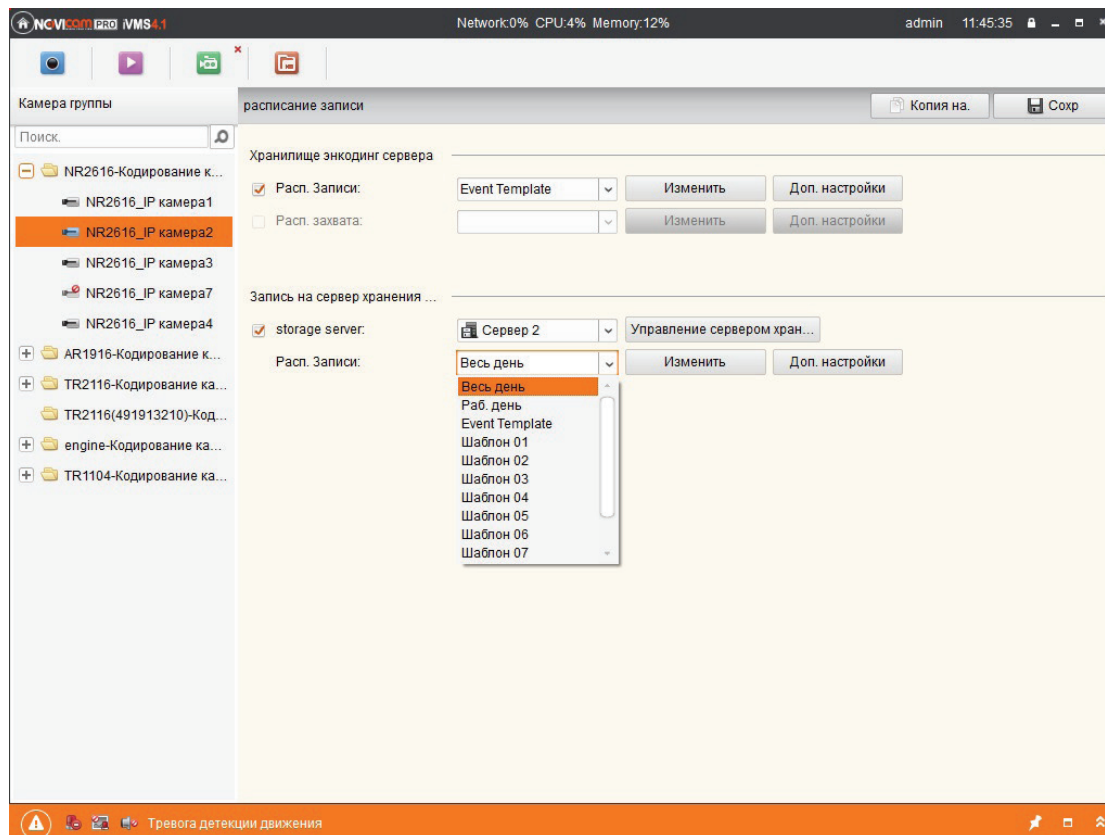 NOVICOM PRO iVMS4.1 Network:0% CPU:4% Memory:12% admin 11:45:35
Камера группы
расписание записи Копия на. Сохр
Поиск.
NR2616-Кодирование к...
NR2616_IP камера1
NR2616_IP камера2
NR2616_IP камера3
NR2616_IP камера7
NR2616_IP камера4
AR1916-Кодирование к...
TR2116-Кодирование ка...
TR2116(491913210)-Код...
engine-Кодирование ка...
TR1104-Кодирование ка...
Хранилище энкодинг сервера
Расп. Записи: Event Template Изменить Доп. настройки
Расп. захвата: Изменить Доп. настройки
Запись на сервер хранения ...
storage server: Сервер 2 Управление сервером хран...
Расп. Записи: Весь день Изменить Доп. настройки
Весь день
Раб. день
Event Template
Шаблон 01
Шаблон 02
Шаблон 03
Шаблон 04
Шаблон 05
Шаблон 06
Шаблон 07
Тревога детекции движения